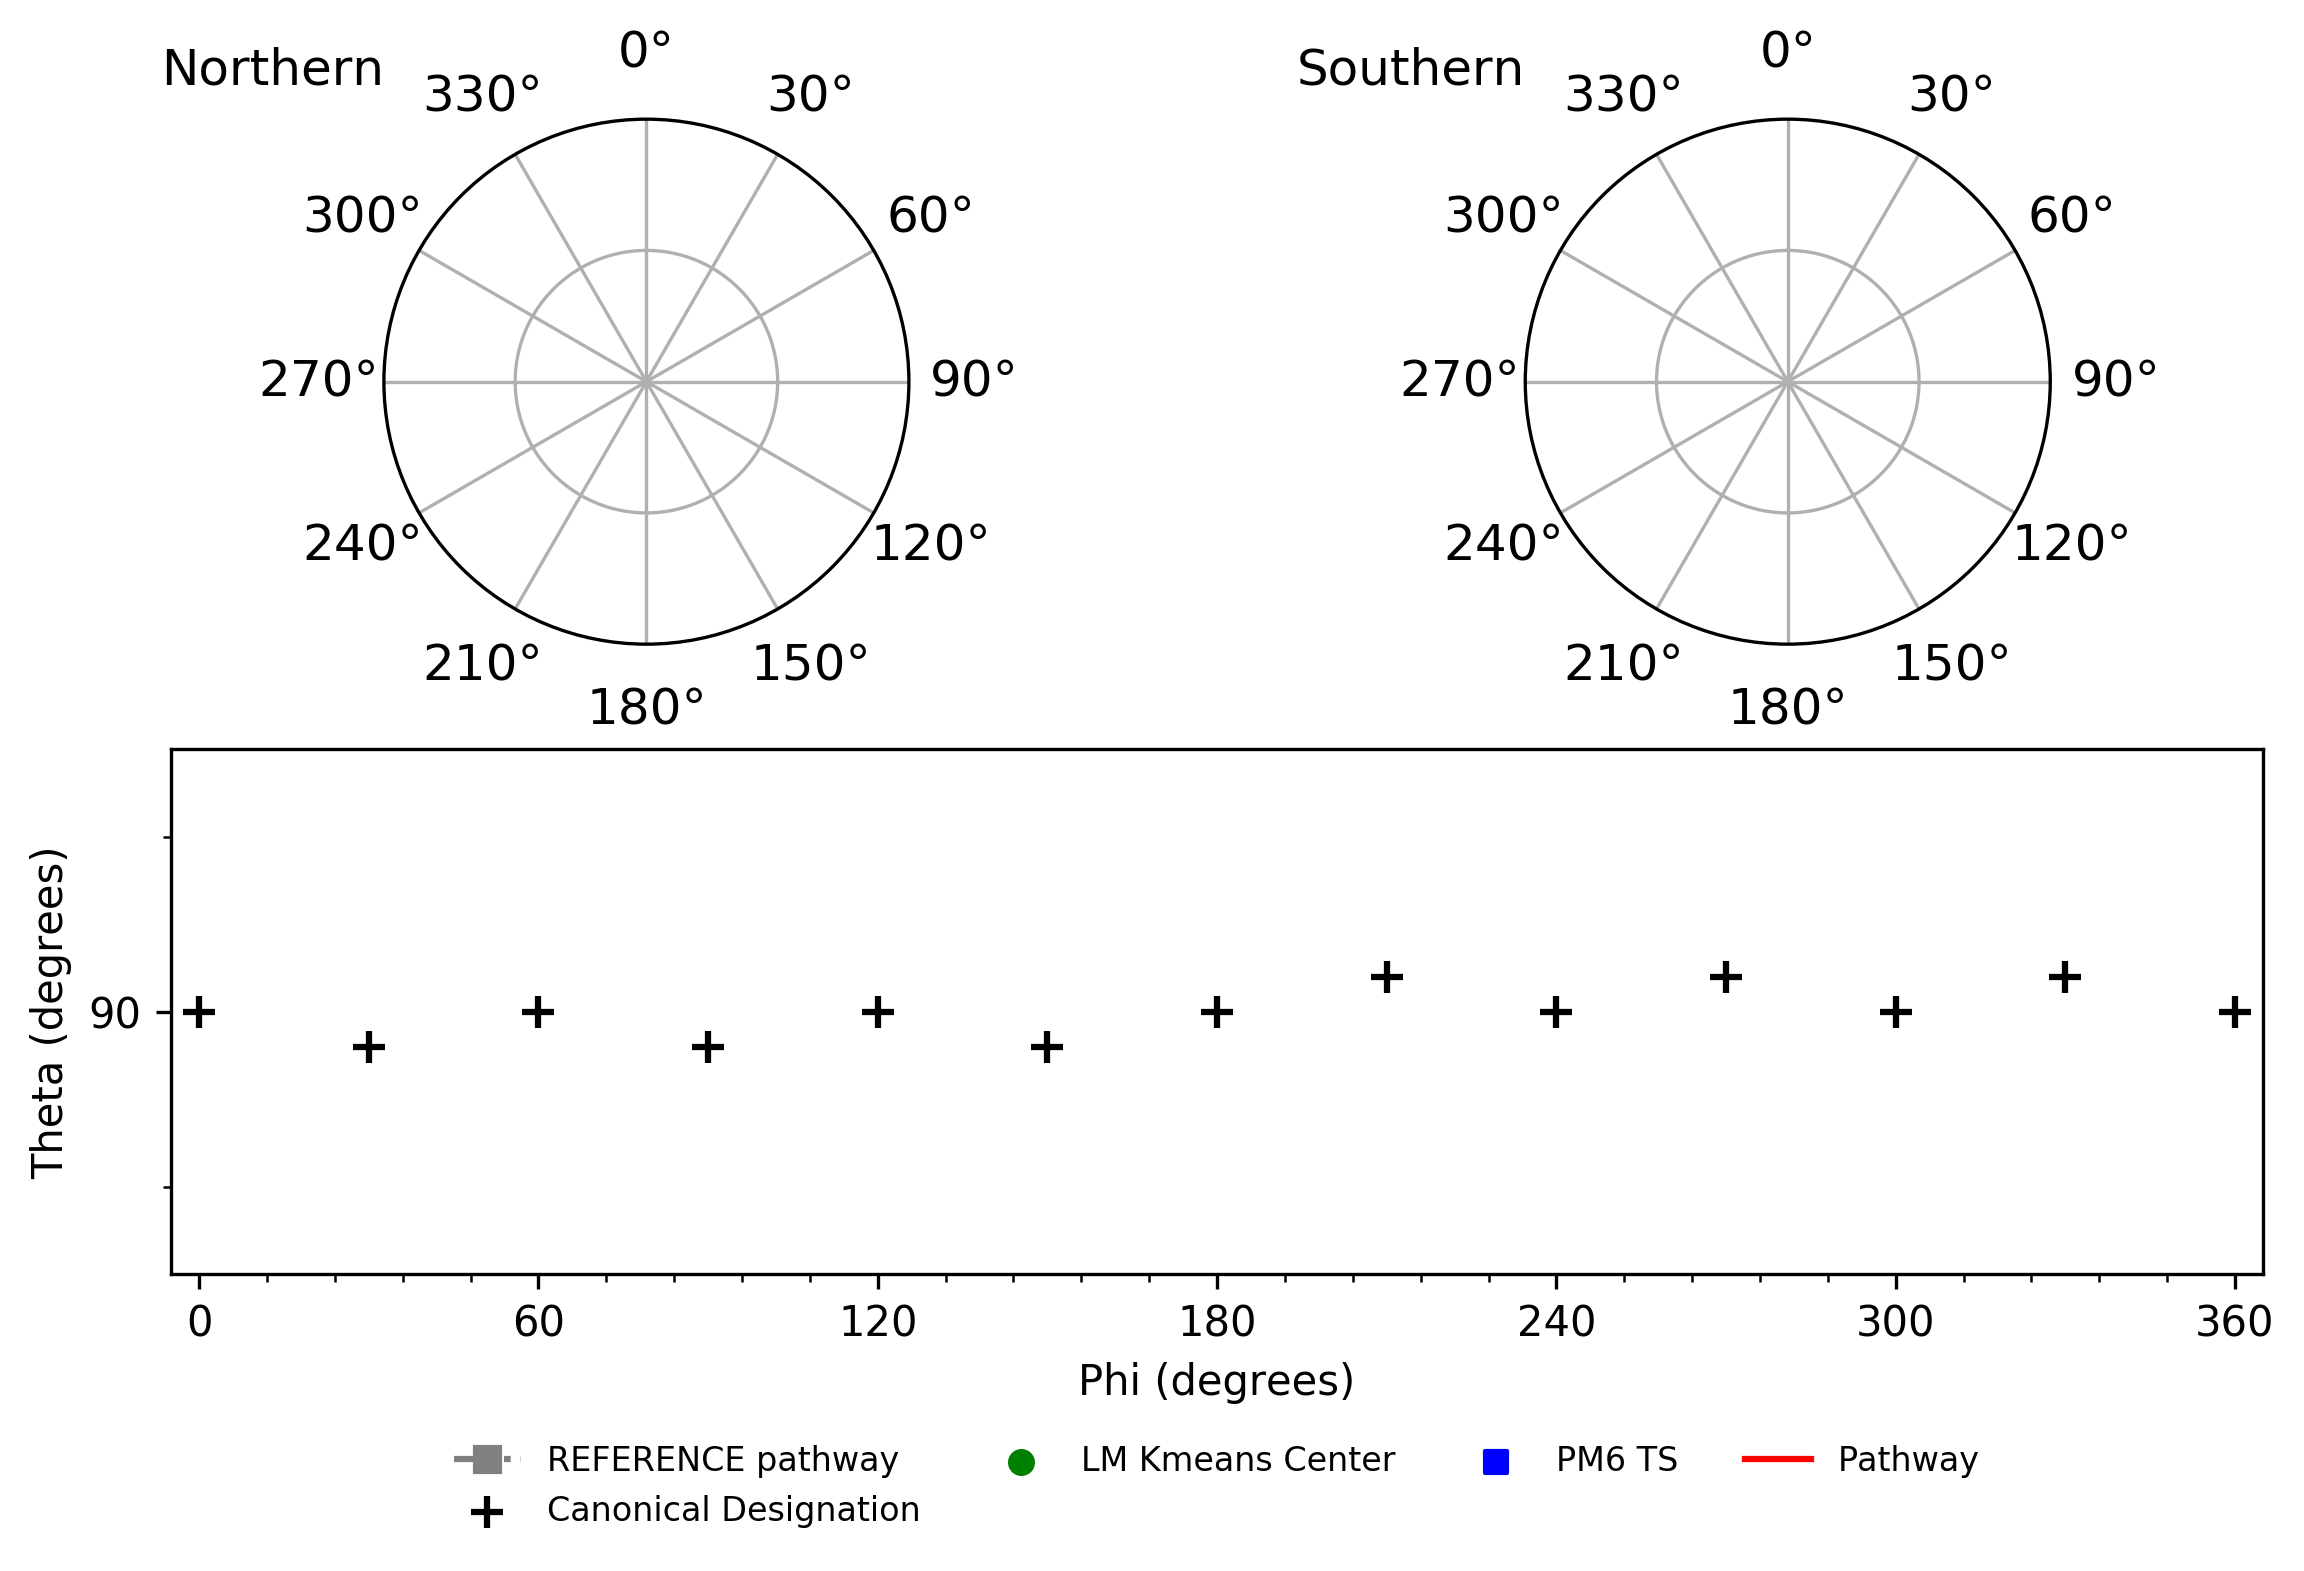 Northern
0°
30°
60°
90°
120°
150°
180°
210°
240°
270°
300°
330°
Southern
0°
30°
60°
90°
120°
150°
180°
210°
240°
270°
300°
330°
Theta (degrees)
90
0 60 120 180 240 300 360
Phi (degrees)
REFERENCE pathway
Canonical Designation
LM Kmeans Center
PM6 TS
Pathway